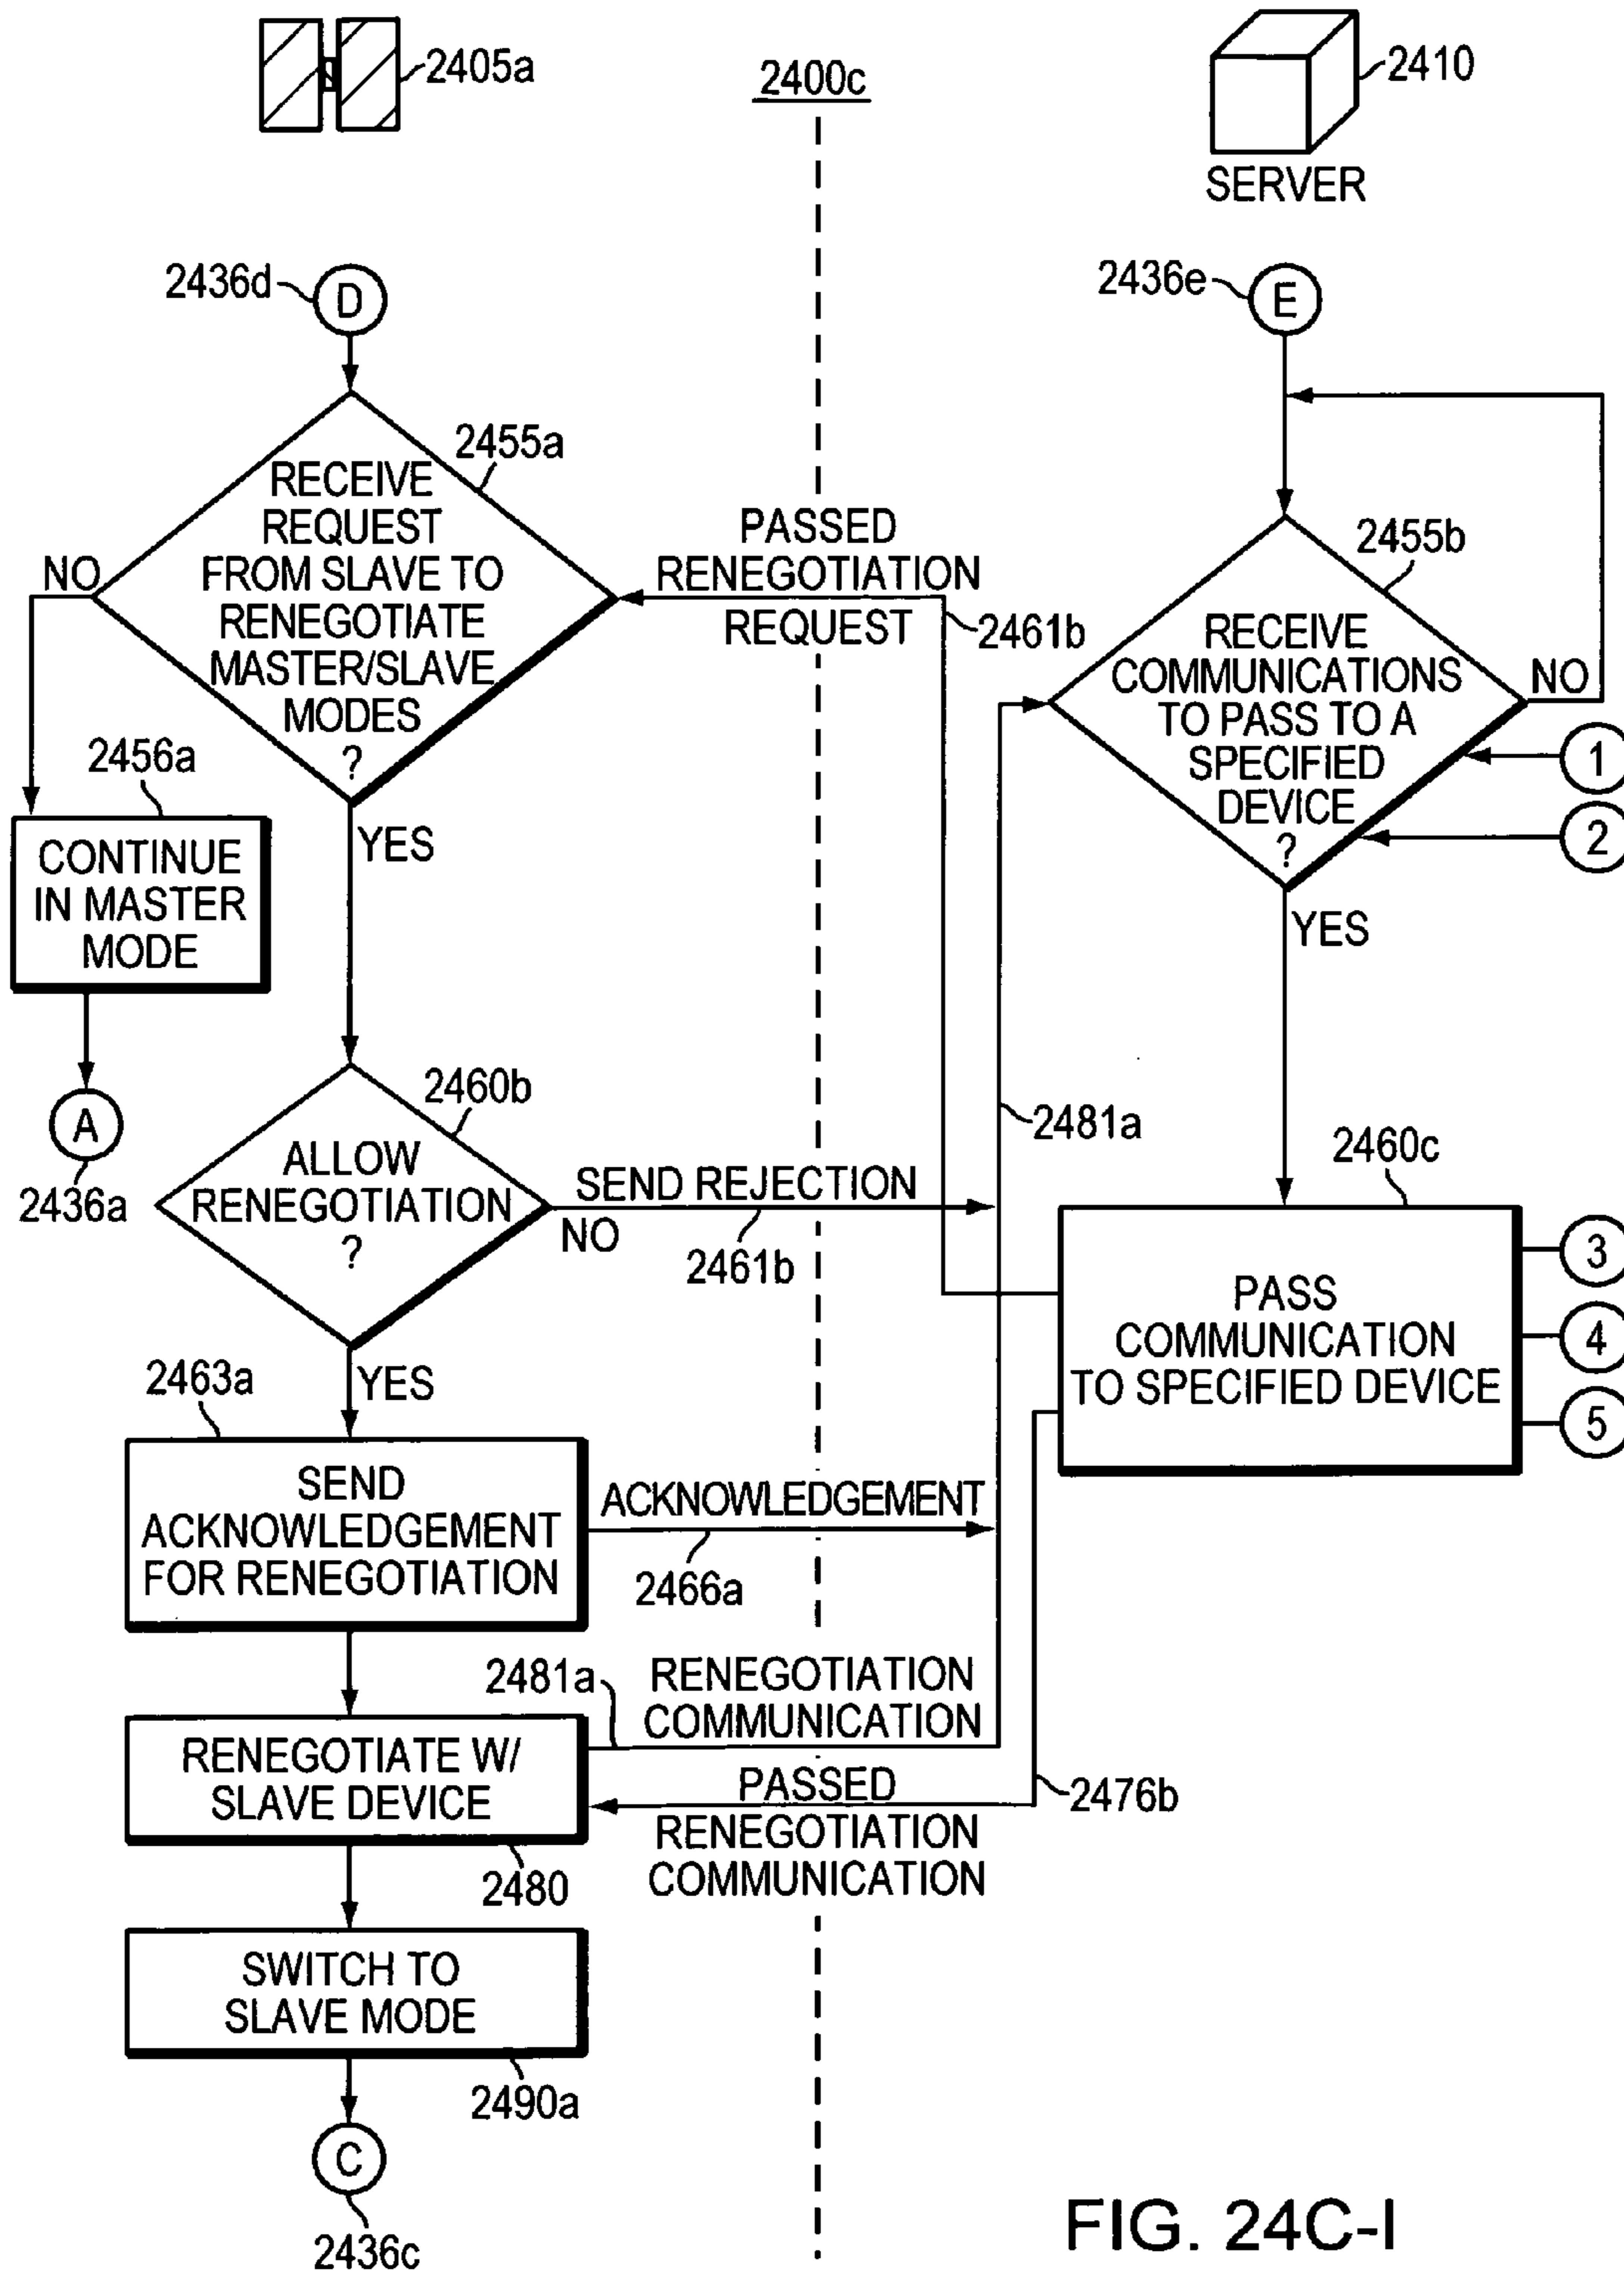 2405a
2400c
2410
SERVER
2436d
D
2436e
E
2455a
RECEIVE
REQUEST
FROM SLAVE TO
RENEGOTIATE
MASTER/SLAVE
MODES
?
NO
YES
PASSED
RENEGOTIATION
REQUEST
2461b
2455b
RECEIVE
COMMUNICATIONS
TO PASS TO A
SPECIFIED
DEVICE
?
NO
1
2
YES
2456a
CONTINUE
IN MASTER
MODE
A
2436a
2460b
ALLOW
RENEGOTIATION
?
SEND REJECTION
NO
2461b
2481a
2460c
PASS
COMMUNICATION
TO SPECIFIED DEVICE
3
4
5
YES
2463a
SEND
ACKNOWLEDGEMENT
FOR RENEGOTIATION
ACKNOWLEDGEMENT
2466a
2481a
RENEGOTIATION
COMMUNICATION
RENEGOTIATE W/
SLAVE DEVICE
2480
PASSED
RENEGOTIATION
COMMUNICATION
2476b
SWITCH TO
SLAVE MODE
2490a
C
2436c
FIG. 24C-I